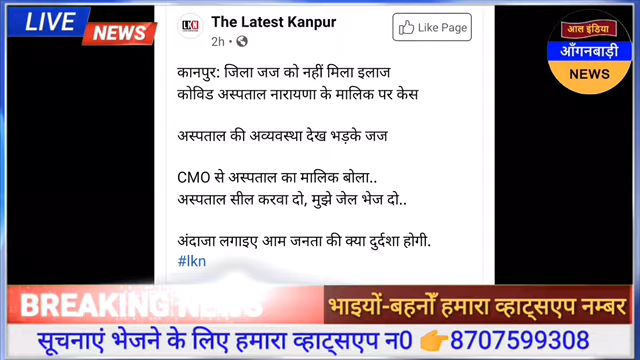 LIVE NEWS
LKN
The Latest Kanpur
2h
Like Page
आल इंडिया
आँगनबाड़ी
NEWS
कानपुर: जिला जज को नहीं मिला इलाज
कोविड अस्पताल नारायणा के मालिक पर केस
अस्पताल की अव्यवस्था देख भड़के जज
CMO से अस्पताल का मालिक बोला..
अस्पताल सील करवा दो, मुझे जेल भेज दो..
अंदाजा लगाइए आम जनता की क्या दुर्दशा होगी.
#lkn
BREAKING NEWS
भाइयों-बहनोँ हमारा व्हाट्सएप नम्बर
सूचनाएं भेजने के लिए हमारा व्हाट्सएप न0 👉8707599308